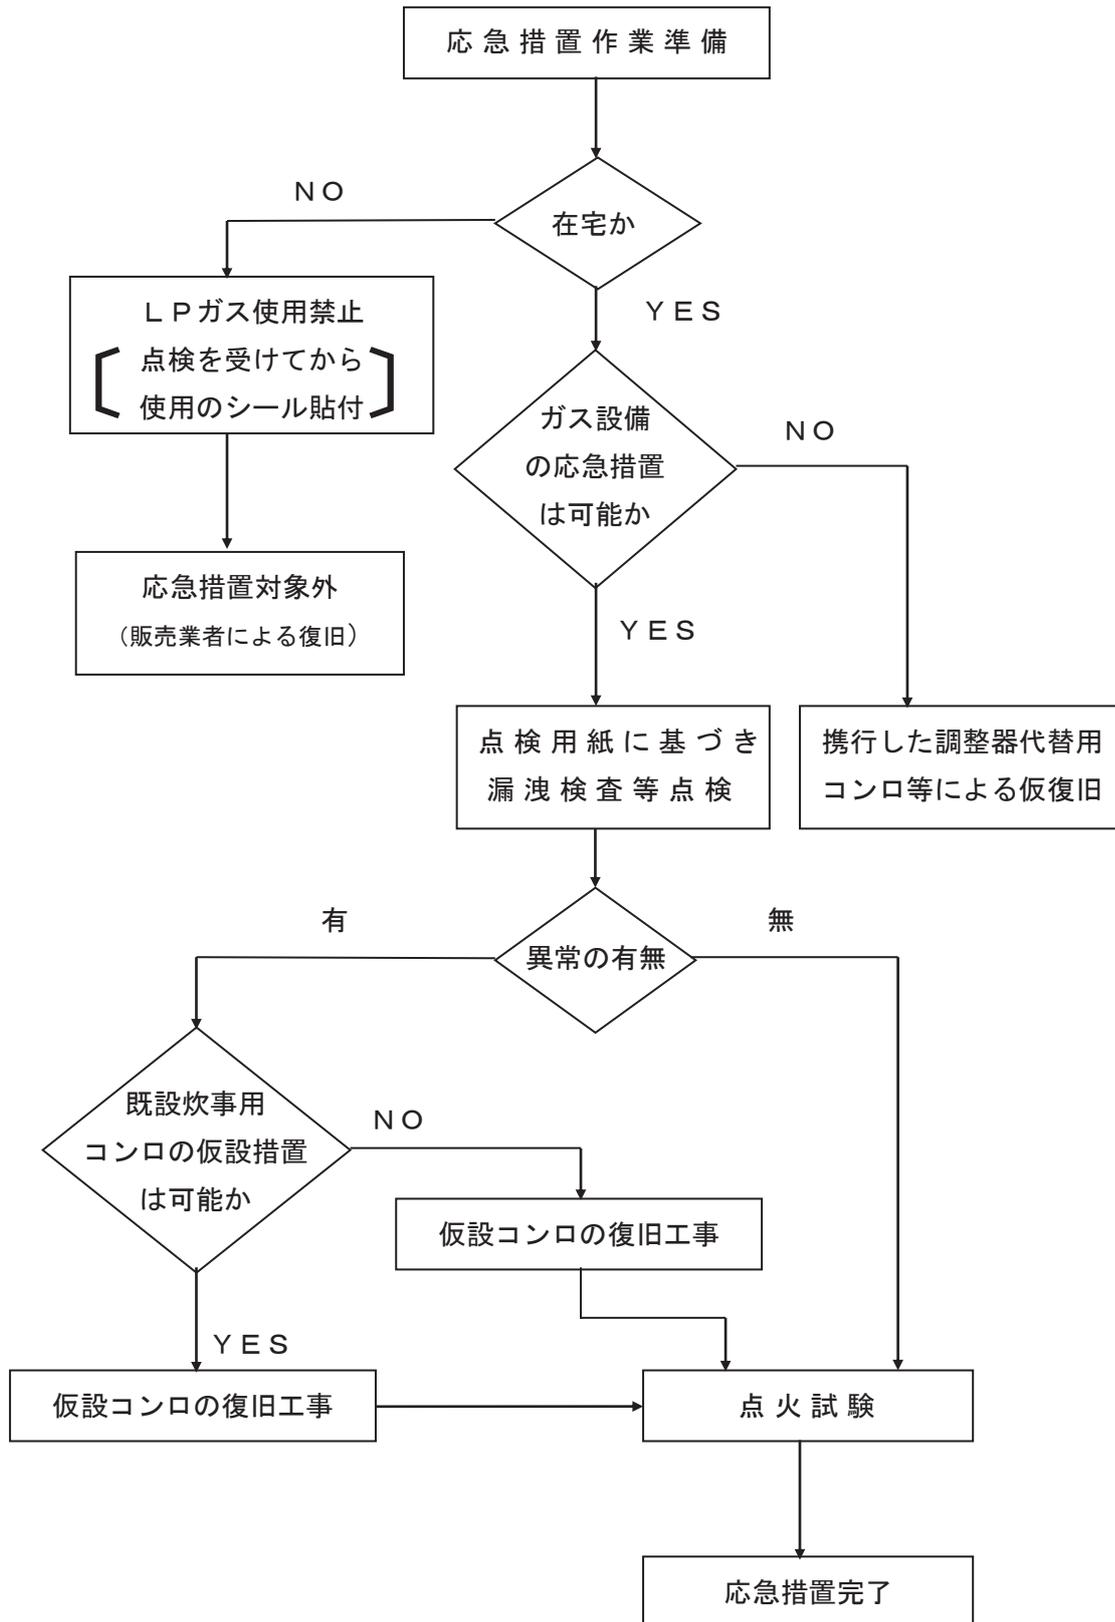 応急措置作業準備
NO
在宅か
YES
LPガス使用禁止
点検を受けてから
使用のシール貼付
ガス設備
の応急措置
は可能か
NO
応急措置対象外
(販売業者による復旧)
YES
点検用紙に基づき
漏洩検査等点検
携行した調整器代替用
コンロ等による仮復旧
有
異常の有無
無
既設炊事用
コンロの仮設措置
は可能か
NO
仮設コンロの復旧工事
YES
仮設コンロの復旧工事
点火試験
応急措置完了